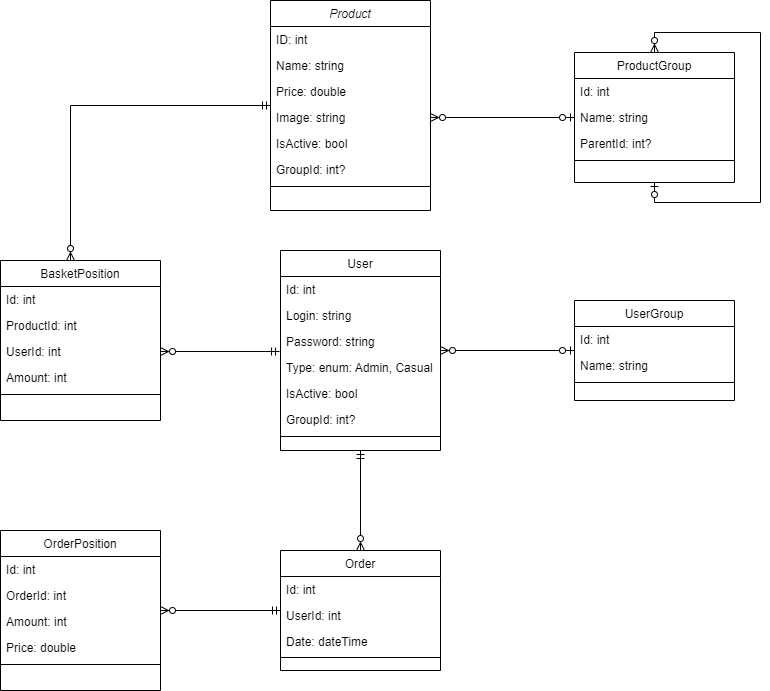 Product
ID: int
Name: string
Price: double
Image: string
IsActive: bool
GroupId: int?
ProductGroup
Id: int
Name: string
ParentId: int?
BasketPosition
Id: int
ProductId: int
UserId: int
Amount: int
User
Id: int
Login: string
Password: string
Type: enum: Admin, Casual
IsActive: bool
GroupId: int?
UserGroup
Id: int
Name: string
OrderPosition
Id: int
OrderId: int
Amount: int
Price: double
Order
Id: int
UserId: int
Date: dateTime